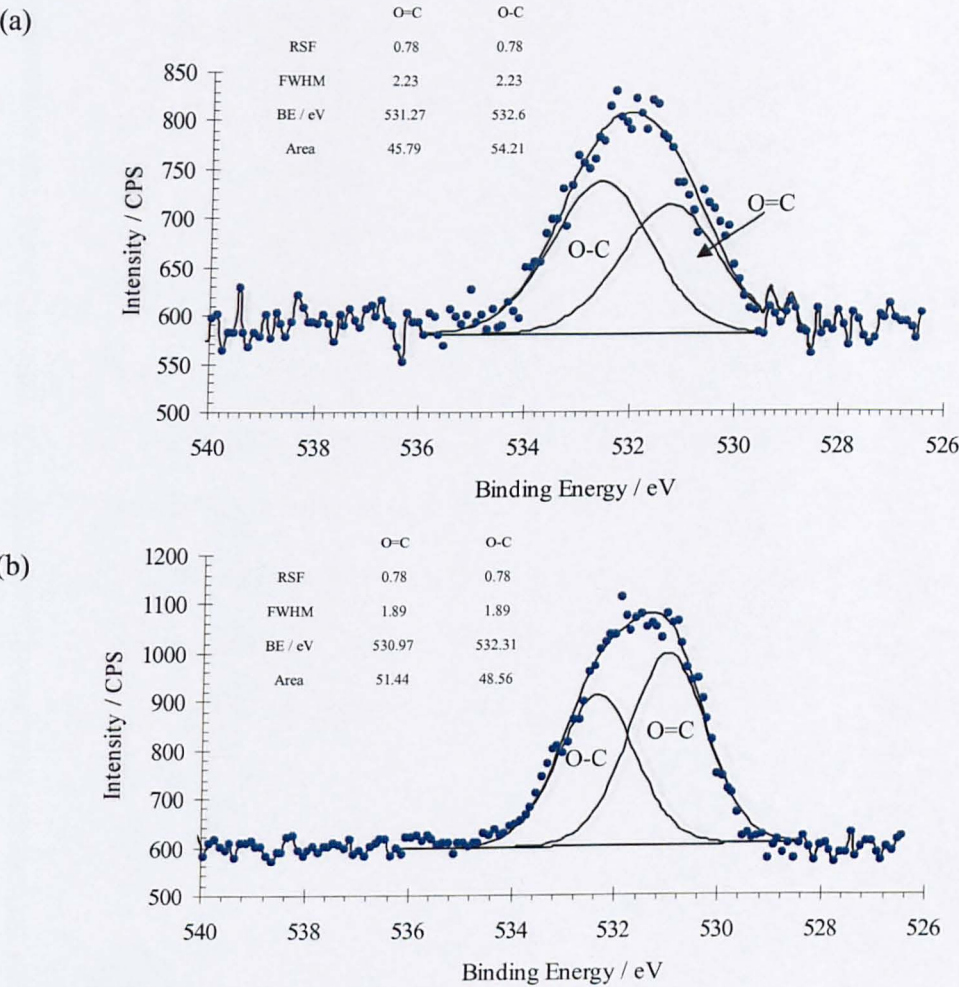 (a)
O=C O-C
RSF 0.78 0.78
FWHM 2.23 2.23
BE / eV 531.27 532.6
Area 45.79 54.21
850
800
750
700
650
600
550
500
Intensity / CPS
O-C
O=C
540 538 536 534 532 530 528 526
Binding Energy / eV
(b)
O=C O-C
RSF 0.78 0.78
FWHM 1.89 1.89
BE / eV 530.97 532.31
Area 51.44 48.56
1200
1100
1000
900
800
700
600
500
Intensity / CPS
O-C
O=C
540 538 536 534 532 530 528 526
Binding Energy / eV